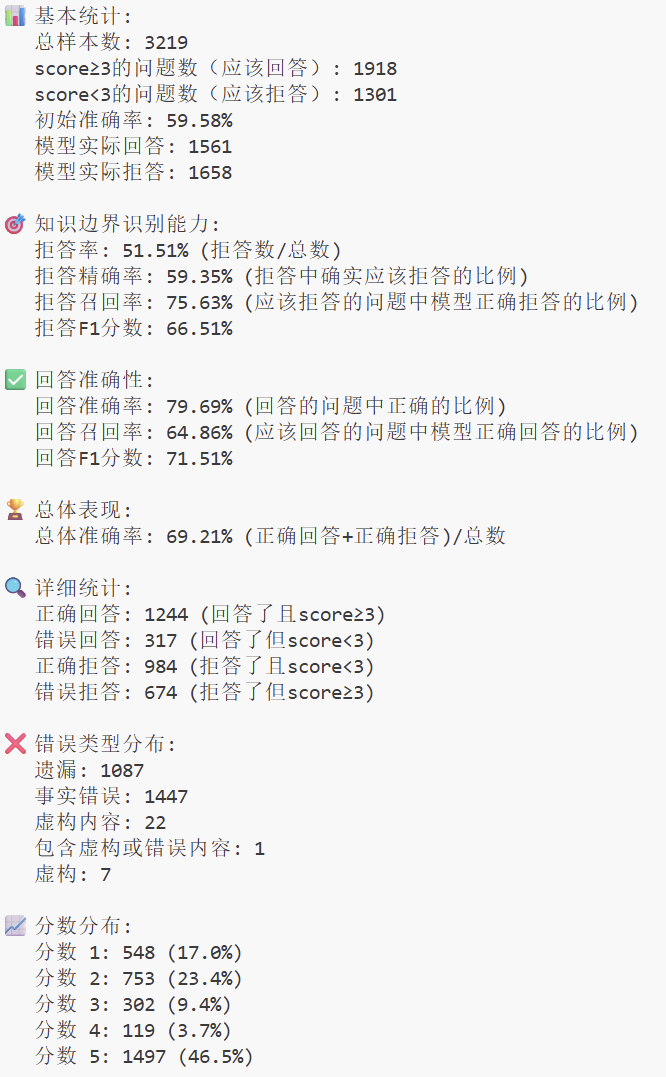 📊 基本统计:
总样本数: 3219
score≥3的问题数（应该回答）: 1918
score<3的问题数（应该拒答）: 1301
初始准确率: 59.58%
模型实际回答: 1561
模型实际拒答: 1658
🎯 知识边界识别能力:
拒答率: 51.51% (拒答数/总数)
拒答精确率: 59.35% (拒答中确实应该拒答的比例)
拒答召回率: 75.63% (应该拒答的问题中模型正确拒答的比例)
拒答F1分数: 66.51%
✅ 回答准确性:
回答准确率: 79.69% (回答的问题中正确的比例)
回答召回率: 64.86% (应该回答的问题中模型正确回答的比例)
回答F1分数: 71.51%
🏆 总体表现:
总体准确率: 69.21% (正确回答+正确拒答)/总数
🔍 详细统计:
正确回答: 1244 (回答了且score≥3)
错误回答: 317 (回答了但score<3)
正确拒答: 984 (拒答了且score<3)
错误拒答: 674 (拒答了但score≥3)
❌ 错误类型分布:
遗漏: 1087
事实错误: 1447
虚构内容: 22
包含虚构或错误内容: 1
虚构: 7
📈 分数分布:
分数 1: 548 (17.0%)
分数 2: 753 (23.4%)
分数 3: 302 (9.4%)
分数 4: 119 (3.7%)
分数 5: 1497 (46.5%)